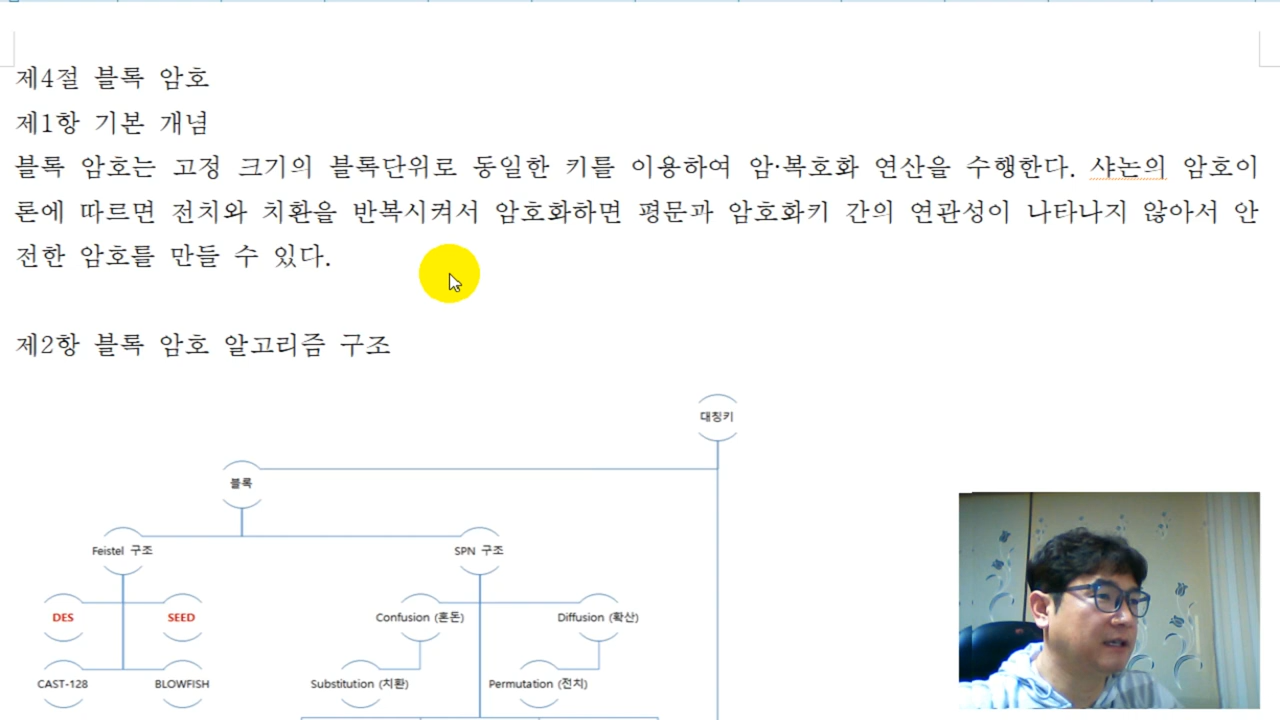 제4절 블록 암호
제1항 기본 개념
블록 암호는 고정 크기의 블록단위로 동일한 키를 이용하여 암·복호화 연산을 수행한다. 샤논의 암호이
론에 따르면 전치와 치환을 반복시켜서 암호화하면 평문과 암호화키 간의 연관성이 나타나지 않아서 안
전한 암호를 만들 수 있다.
제2항 블록 암호 알고리즘 구조
대칭키
블록
Feistel 구조
SPN 구조
DES
SEED
Confusion (혼돈)
Diffusion (확산)
CAST-128
BLOWFISH
Substitution (치환)
Permutation (전치)